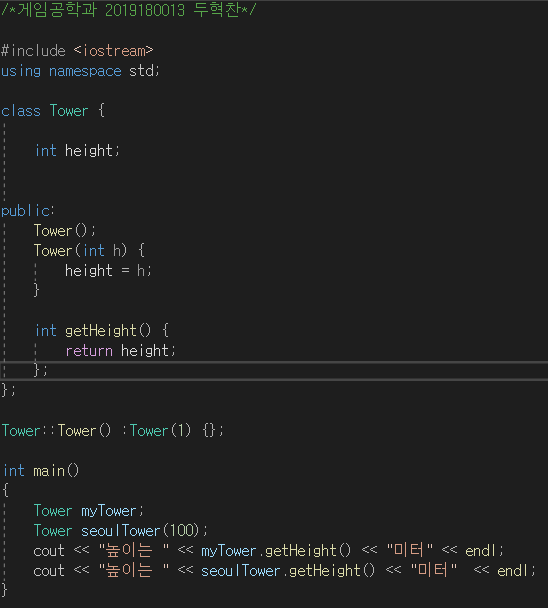 /*게임공학과 2019180013 두혁찬*/
#include <iostream>
using namespace std;
class Tower {
int height;
public:
Tower();
Tower(int h) {
height = h;
}
int getHeight() {
return height;
};
};
Tower::Tower() :Tower(1) {};
int main()
{
Tower myTower;
Tower seoulTower(100);
cout << "높이는 " << myTower.getHeight() << "미터" << endl;
cout << "높이는 " << seoulTower.getHeight() << "미터"  << endl;
}